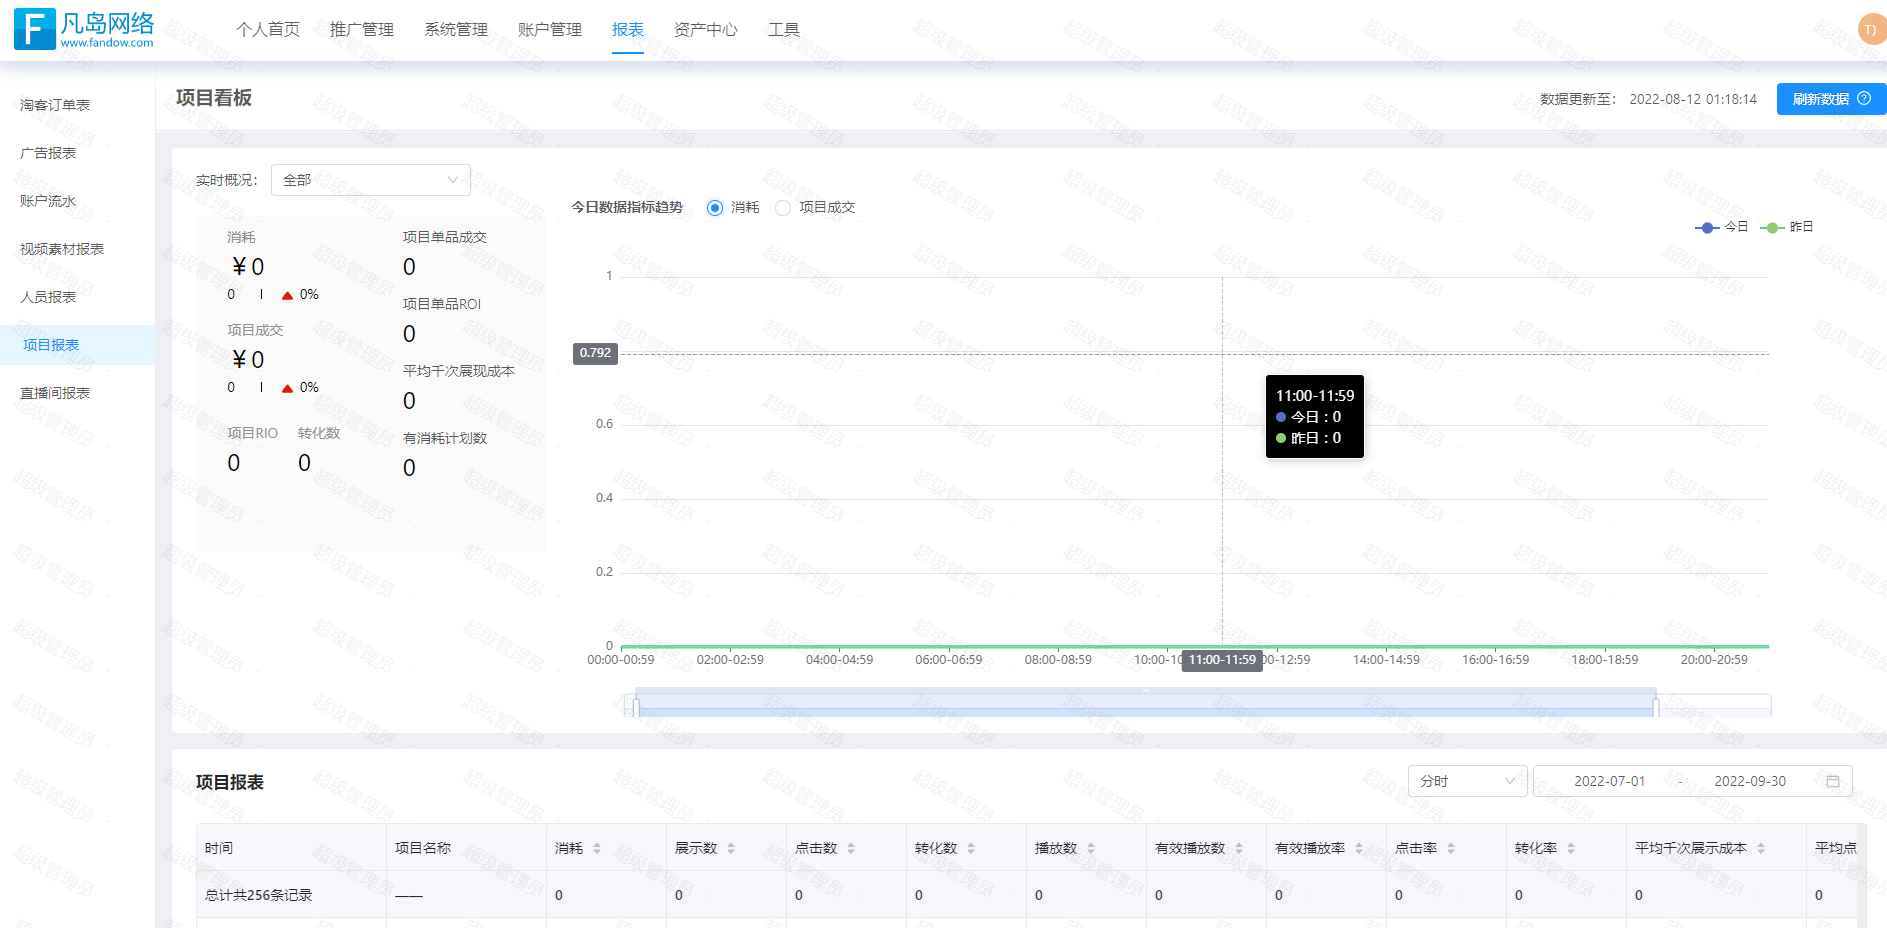 凡岛网络
www.fandow.com
个人首页 推广管理 系统管理 账户管理 报表 资产中心 工具
TJ
淘客订单表
广告报表
账户流水
视频素材报表
人员报表
项目报表
直播间报表
项目看板
数据更新至： 2022-08-12 01:18:14 刷新数据
实时概况： 全部
消耗
¥0
0 | 0%
项目成交
¥0
0 | 0%
项目RIO 转化数
0 0
项目单品成交
0
项目单品ROI
0
平均千次展现成本
0
有消耗计划数
0
今日数据指标趋势 消耗 项目成交
今日 昨日
1
0.792
0.6
0.4
0.2
0
11:00-11:59
今日：0
昨日：0
00:00-00:59 02:00-02:59 04:00-04:59 06:00-06:59 08:00-08:59 10:00-10 11:00-11:59 00-12:59 14:00-14:59 16:00-16:59 18:00-18:59 20:00-20:59
项目报表
分时 2022-07-01 - 2022-09-30
时间 项目名称 消耗 展示数 点击数 转化数 播放数 有效播放数 有效播放率 点击率 转化率 平均千次展示成本 平均点
总计共256条记录 —— 0 0 0 0 0 0 0 0 0 0 0
超级管理员